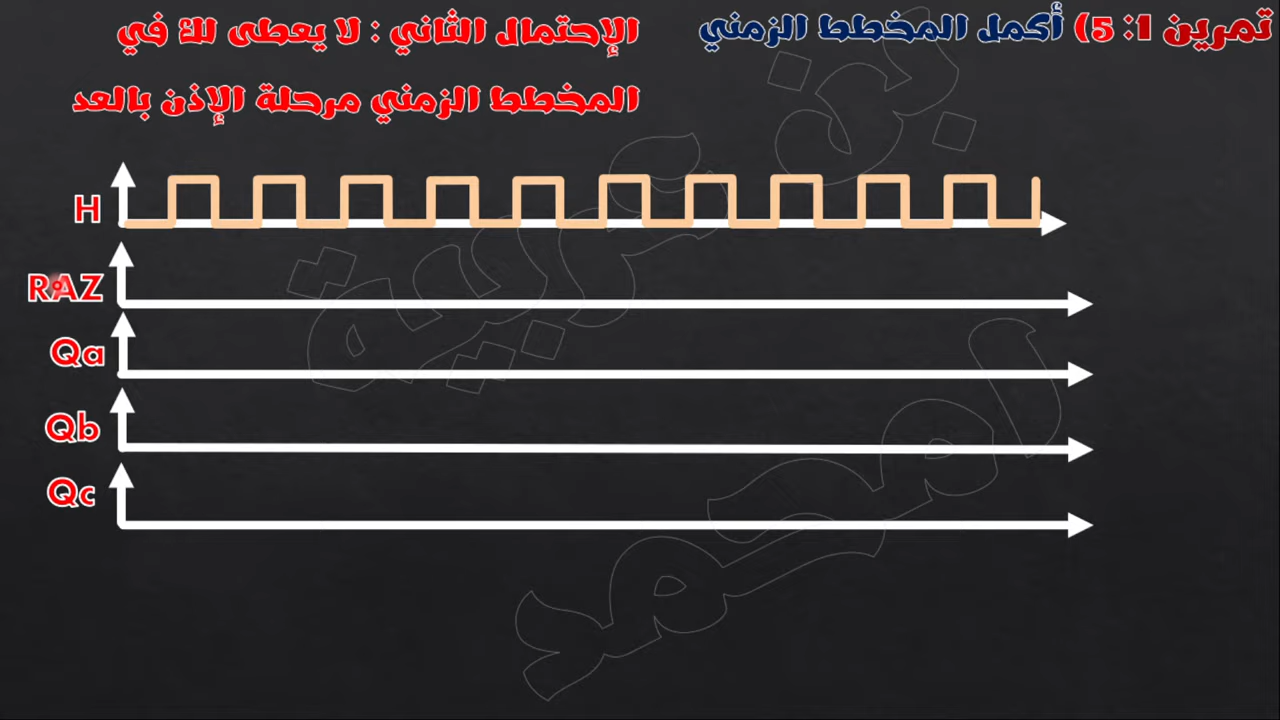 تمرين 1: 5) أكمل المخطط الزمني
الإحتمال الثاني : لا يعطى لك في
المخطط الزمني مرحلة الإذن بالعد
H
RAZ
Qa
Qb
Qc